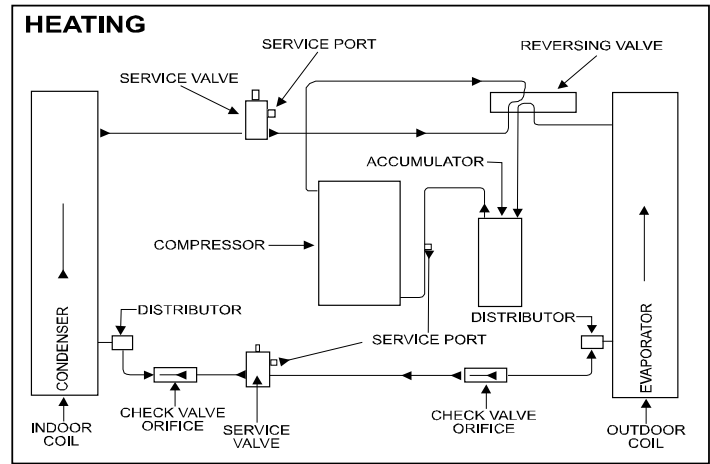 HEATING
SERVICE PORT
REVERSING VALVE
SERVICE VALVE
ACCUMULATOR
COMPRESSOR
CONDENSER
EVAPORATOR
DISTRIBUTOR
DISTRIBUTOR
SERVICE PORT
CHECK VALVE
ORIFICE
SERVICE
VALVE
CHECK VALVE
ORIFICE
INDOOR
COIL
OUTDOOR
COIL